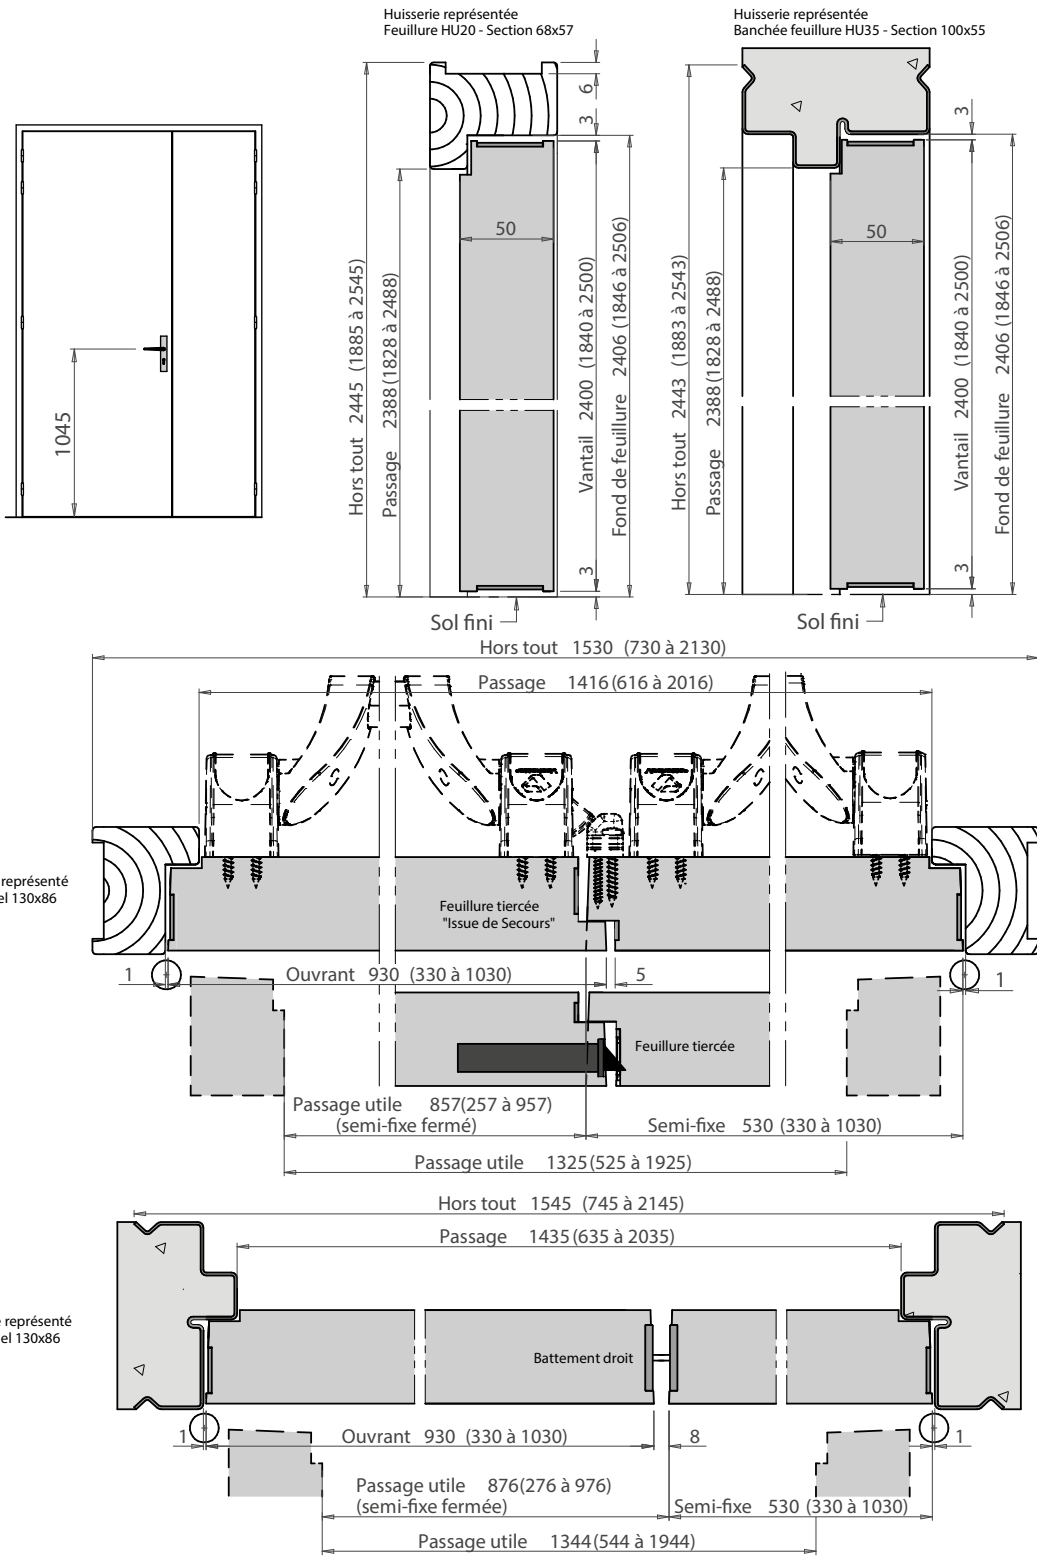 Huisserie représentée
Feuillure HU20 - Section 68x57
Huisserie représentée
Banchée feuillure HU35 - Section 100x55
1045
Hors tout 2445 (1885 à 2545)
Passage 2388 (1828 à 2488)
50
6
3
Vantail 2400 (1840 à 2500)
Fond de feuillure 2406 (1846 à 2506)
3
Sol fini
Hors tout 2443 (1883 à 2543)
Passage 2388 (1828 à 2488)
50
3
Vantail 2400 (1840 à 2500)
Fond de feuillure 2406 (1846 à 2506)
3
Sol fini
Hors tout 1530 (730 à 2130)
Passage 1416 (616 à 2016)
représenté
el 130x86
Feuillure tiercée
"Issue de Secours"
1
Ouvrant 930 (330 à 1030)
5
1
Feuillure tiercée
Passage utile 857(257 à 957)
(semi-fixe fermé)
Semi-fixe 530 (330 à 1030)
Passage utile 1325 (525 à 1925)
Hors tout 1545 (745 à 2145)
Passage 1435 (635 à 2035)
e représenté
el 130x86
Battement droit
1
Ouvrant 930 (330 à 1030)
8
1
Passage utile 876(276 à 976)
(semi-fixe fermée)
Semi-fixe 530 (330 à 1030)
Passage utile 1344 (544 à 1944)